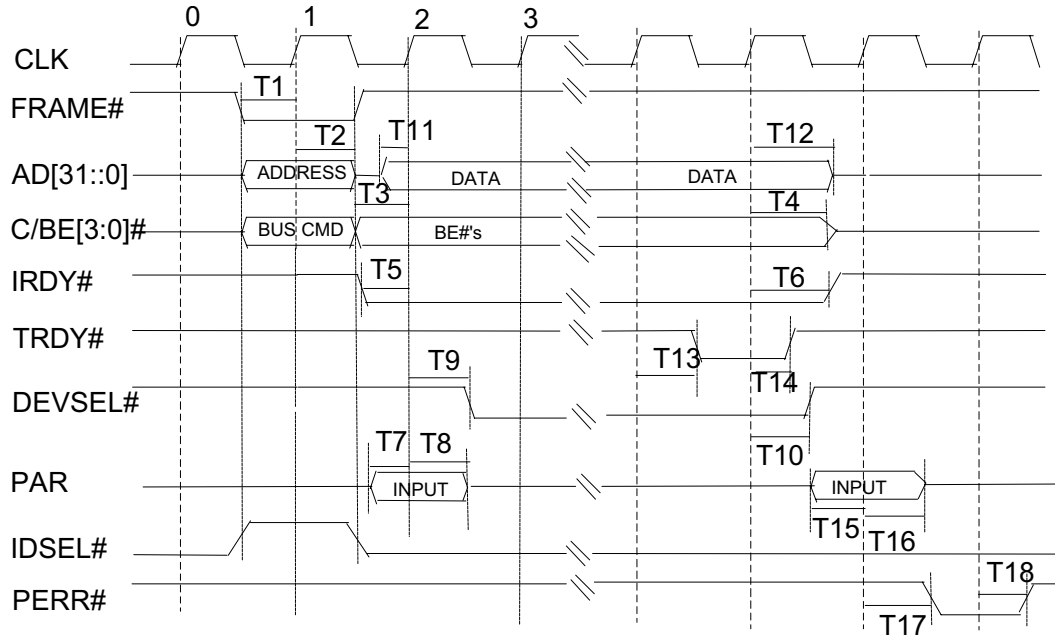 0 1 2 3
CLK
T1
FRAME#
T2 T11 T12
AD[31::0] ADDRESS DATA DATA
T3 T4
C/BE[3:0]# BUS CMD BE#'s
T5 T6
IRDY#
TRDY#
T9 T13 T14
DEVSEL#
T7 T8 T10
PAR INPUT INPUT
T15 T16
IDSEL#
T18
PERR#
T17